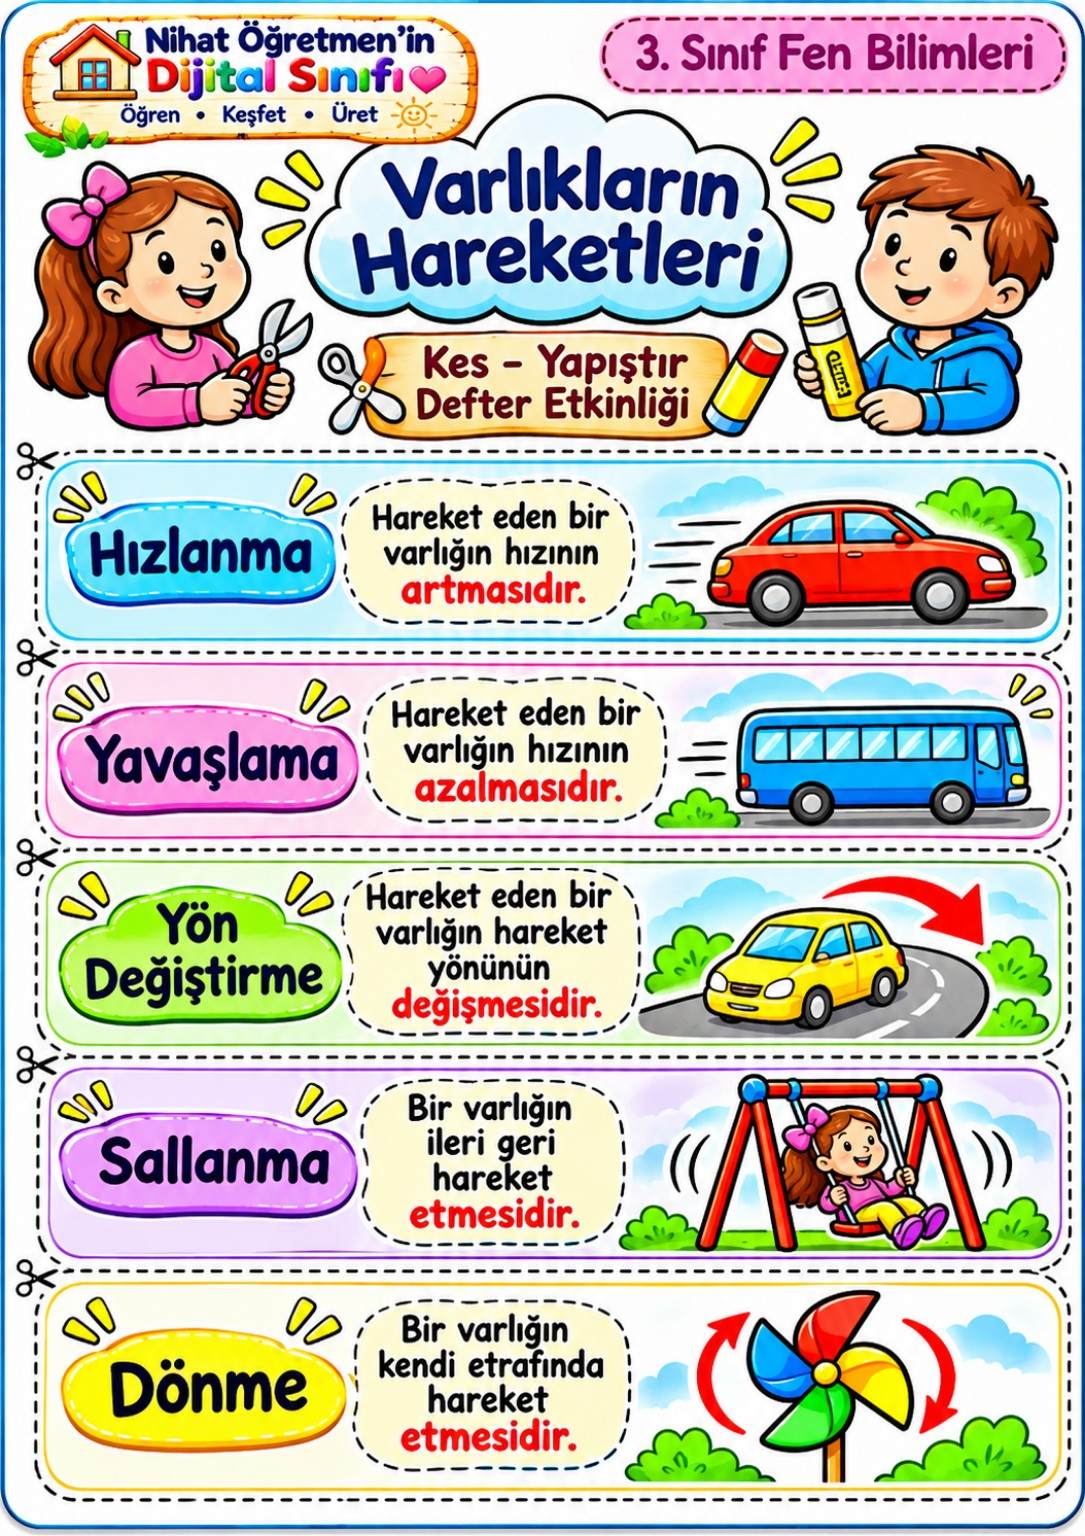 Nihat Öğretmen'in
Dijital Sınıfı
Öğren • Keşfet • Üret
3. Sınıf Fen Bilimleri
Varlıkların
Hareketleri
Kes - Yapıştır
Defter Etkinliği
Hızlanma
Hareket eden bir
varlığın hızının
artmasıdır.
Yavaşlama
Hareket eden bir
varlığın hızının
azalmasıdır.
Yön
Değiştirme
Hareket eden bir
varlığın hareket
yönünün
değişmesidir.
Sallanma
Bir varlığın
ileri geri
hareket
etmesidir.
Dönme
Bir varlığın
kendi etrafında
hareket
etmesidir.